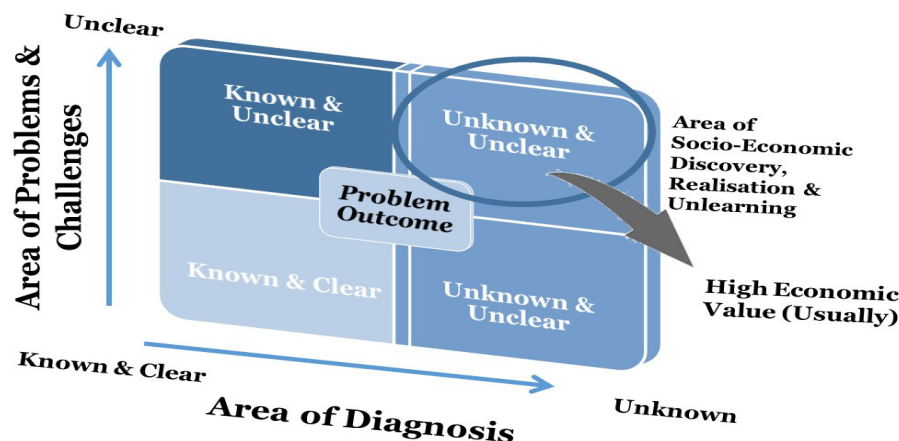 Unclear
Area of Problems &
Challenges
Known &
Unclear
Unknown &
Unclear
Problem
Outcome
Known & Clear
Unknown &
Unclear
Area of
Socio-Economic
Discovery,
Realisation &
Unlearning
High Economic
Value (Usually)
Known & Clear
Area of Diagnosis
Unknown